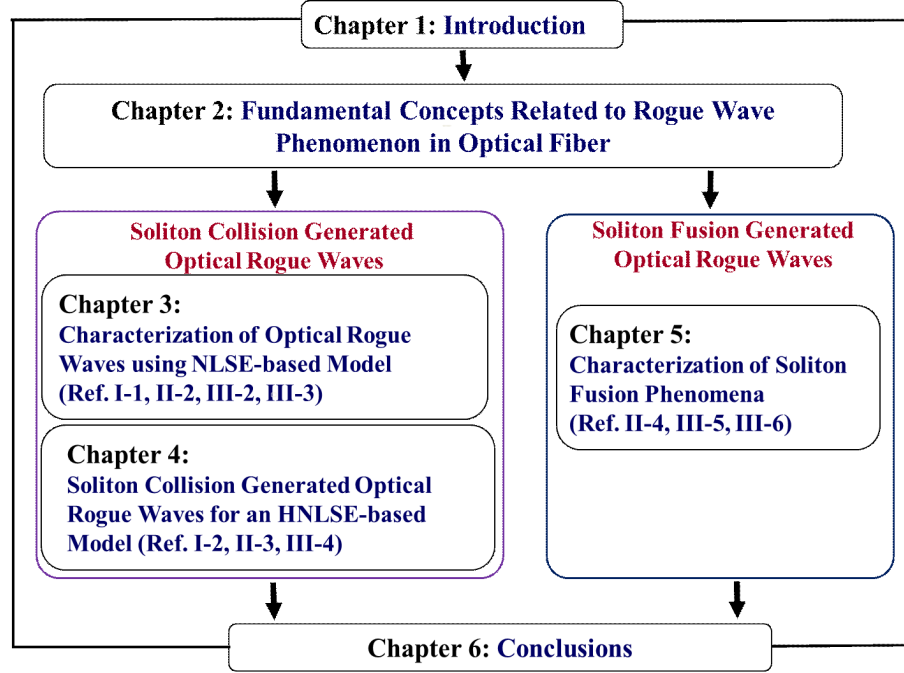 Chapter 1: Introduction
Chapter 2: Fundamental Concepts Related to Rogue Wave
Phenomenon in Optical Fiber
Soliton Collision Generated
Optical Rogue Waves
Chapter 3:
Characterization of Optical Rogue
Waves using NLSE-based Model
(Ref. I-1, II-2, III-2, III-3)
Chapter 4:
Soliton Collision Generated Optical
Rogue Waves for an HNLSE-based
Model (Ref. I-2, II-3, III-4)
Soliton Fusion Generated
Optical Rogue Waves
Chapter 5:
Characterization of Soliton
Fusion Phenomena
(Ref. II-4, III-5, III-6)
Chapter 6: Conclusions